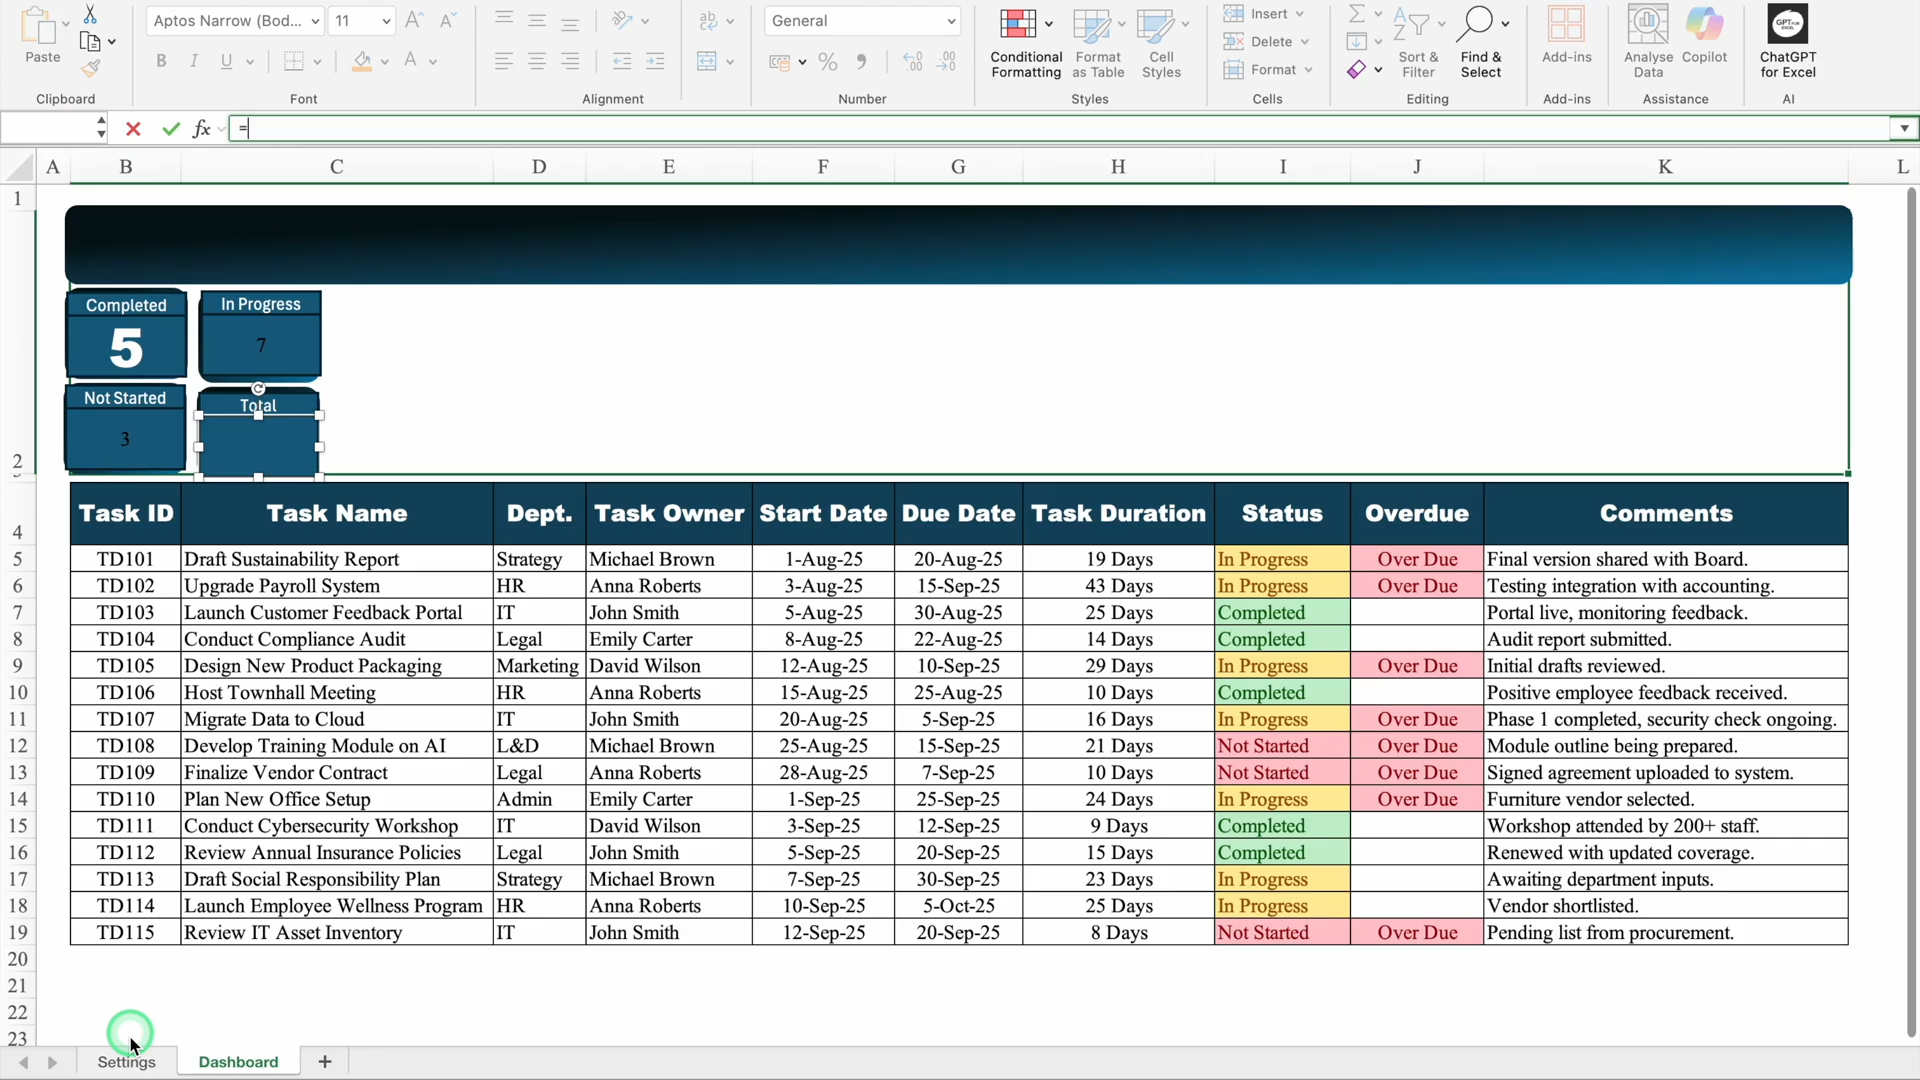 Aptos Narrow (Bod... 11 General
Paste
B I U A
ab
% 9
Conditional Formatting
Format as Table
Cell Styles
Insert
Delete
Format
Sort & Filter
Find & Select
Add-ins
Analyse Data
Copilot
ChatGPT for Excel
Clipboard Font Alignment Number Styles Cells Editing Add-ins Assistance AI
fx =
A B C D E F G H I J K L
1
Completed In Progress
5 7
Not Started Total
3
2
4 Task ID Task Name Dept. Task Owner Start Date Due Date Task Duration Status Overdue Comments
5 TD101 Draft Sustainability Report Strategy Michael Brown 1-Aug-25 20-Aug-25 19 Days In Progress Over Due Final version shared with Board.
6 TD102 Upgrade Payroll System HR Anna Roberts 3-Aug-25 15-Sep-25 43 Days In Progress Over Due Testing integration with accounting.
7 TD103 Launch Customer Feedback Portal IT John Smith 5-Aug-25 30-Aug-25 25 Days Completed Portal live, monitoring feedback.
8 TD104 Conduct Compliance Audit Legal Emily Carter 8-Aug-25 22-Aug-25 14 Days Completed Audit report submitted.
9 TD105 Design New Product Packaging Marketing David Wilson 12-Aug-25 10-Sep-25 29 Days In Progress Over Due Initial drafts reviewed.
10 TD106 Host Townhall Meeting HR Anna Roberts 15-Aug-25 25-Aug-25 10 Days Completed Positive employee feedback received.
11 TD107 Migrate Data to Cloud IT John Smith 20-Aug-25 5-Sep-25 16 Days In Progress Over Due Phase 1 completed, security check ongoing.
12 TD108 Develop Training Module on AI L&D Michael Brown 25-Aug-25 15-Sep-25 21 Days Not Started Over Due Module outline being prepared.
13 TD109 Finalize Vendor Contract Legal Anna Roberts 28-Aug-25 7-Sep-25 10 Days Not Started Over Due Signed agreement uploaded to system.
14 TD110 Plan New Office Setup Admin Emily Carter 1-Sep-25 25-Sep-25 24 Days In Progress Over Due Furniture vendor selected.
15 TD111 Conduct Cybersecurity Workshop IT David Wilson 3-Sep-25 12-Sep-25 9 Days Completed Workshop attended by 200+ staff.
16 TD112 Review Annual Insurance Policies Legal John Smith 5-Sep-25 20-Sep-25 15 Days Completed Renewed with updated coverage.
17 TD113 Draft Social Responsibility Plan Strategy Michael Brown 7-Sep-25 30-Sep-25 23 Days In Progress Awaiting department inputs.
18 TD114 Launch Employee Wellness Program HR Anna Roberts 10-Sep-25 5-Oct-25 25 Days In Progress Vendor shortlisted.
19 TD115 Review IT Asset Inventory IT John Smith 12-Sep-25 20-Sep-25 8 Days Not Started Over Due Pending list from procurement.
20
21
22
23
Settings Dashboard +